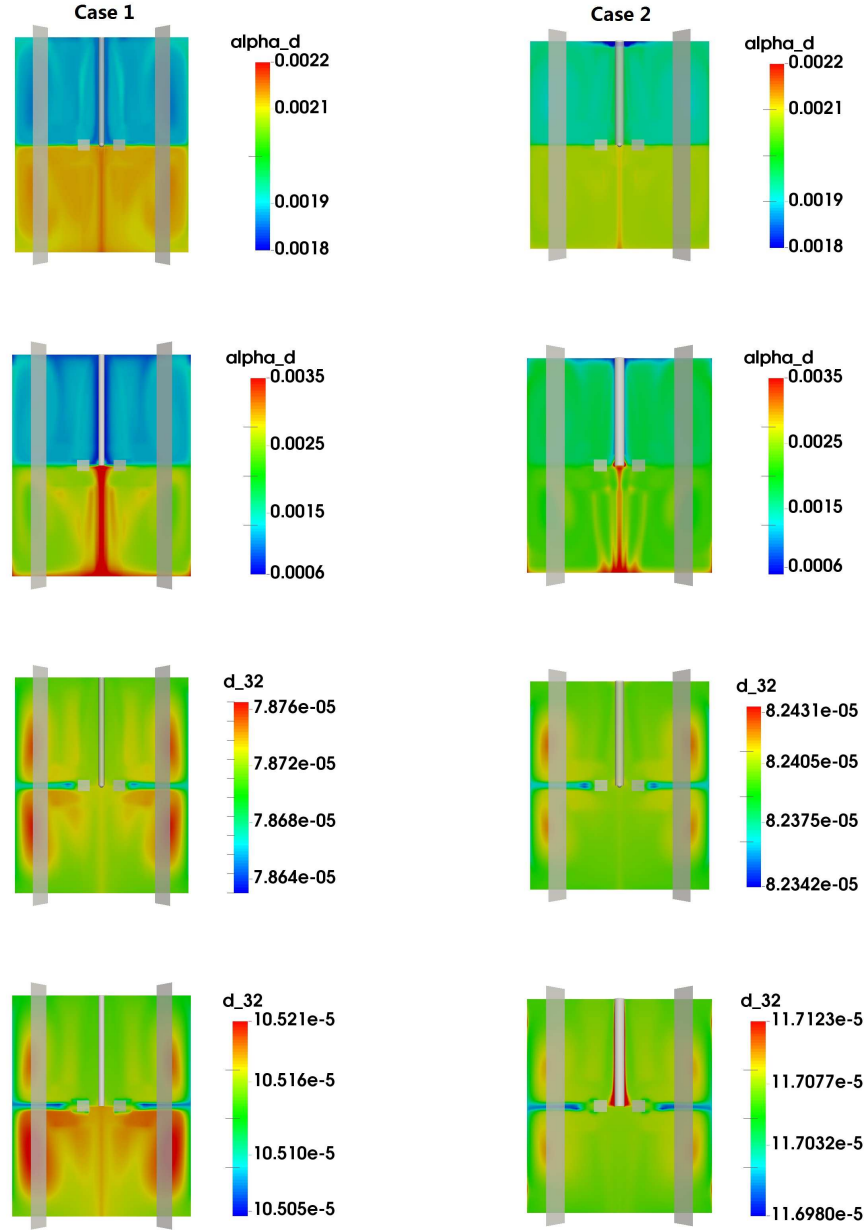 Case 1
Case 2
alpha_d
0.0022
0.0021
0.0019
0.0018
alpha_d
0.0022
0.0021
0.0019
0.0018
alpha_d
0.0035
0.0025
0.0015
0.0006
alpha_d
0.0035
0.0025
0.0015
0.0006
d_32
7.876e-05
7.872e-05
7.868e-05
7.864e-05
d_32
8.2431e-05
8.2405e-05
8.2375e-05
8.2342e-05
d_32
10.521e-5
10.516e-5
10.510e-5
10.505e-5
d_32
11.7123e-5
11.7077e-5
11.7032e-5
11.6980e-5